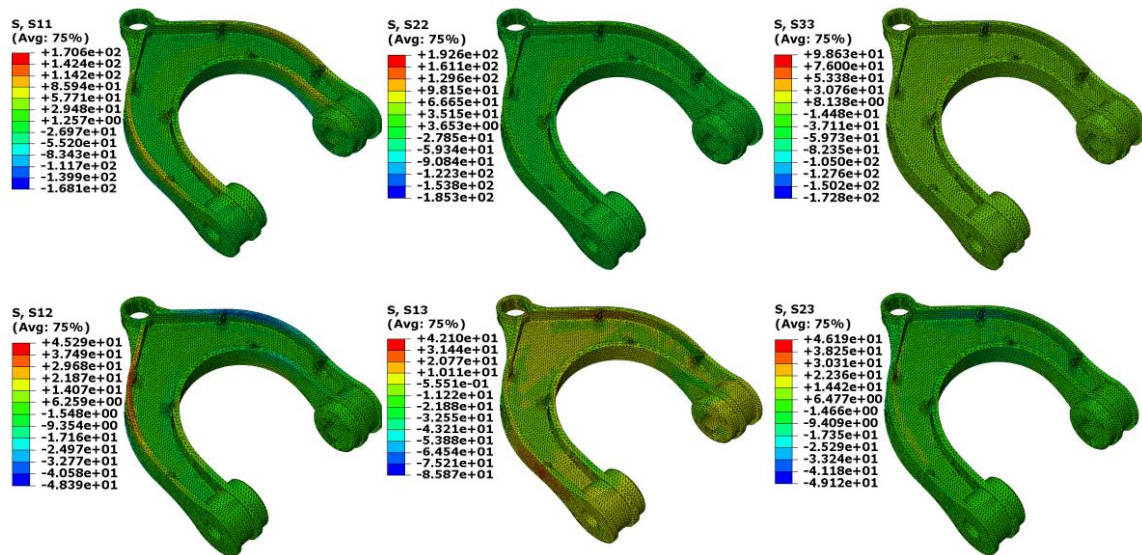 S, S11
(Avg: 75%)
+1.706e+02
+1.424e+02
+1.142e+02
+8.594e+01
+5.771e+01
+2.948e+01
+1.257e+00
-2.697e+01
-5.520e+01
-8.343e+01
-1.117e+02
-1.399e+02
-1.681e+02
S, S22
(Avg: 75%)
+1.926e+02
+1.611e+02
+1.296e+02
+9.815e+01
+6.665e+01
+3.515e+01
+3.653e+00
-2.785e+01
-5.934e+01
-9.084e+01
-1.223e+02
-1.538e+02
-1.853e+02
S, S33
(Avg: 75%)
+9.863e+01
+7.600e+01
+5.338e+01
+3.076e+01
+8.138e+00
-1.448e+01
-3.711e+01
-5.973e+01
-8.235e+01
-1.050e+02
-1.276e+02
-1.502e+02
-1.728e+02
S, S12
(Avg: 75%)
+4.529e+01
+3.749e+01
+2.968e+01
+2.187e+01
+1.407e+01
+6.259e+00
-1.548e+00
-9.354e+00
-1.716e+01
-2.497e+01
-3.277e+01
-4.058e+01
-4.839e+01
S, S13
(Avg: 75%)
+4.210e+01
+3.144e+01
+2.077e+01
+1.011e+01
-5.551e-01
-1.122e+01
-2.188e+01
-3.255e+01
-4.321e+01
-5.388e+01
-6.454e+01
-7.521e+01
-8.587e+01
S, S23
(Avg: 75%)
+4.619e+01
+3.825e+01
+3.031e+01
+2.236e+01
+1.442e+01
+6.477e+00
-1.466e+00
-9.409e+00
-1.735e+01
-2.529e+01
-3.324e+01
-4.118e+01
-4.912e+01